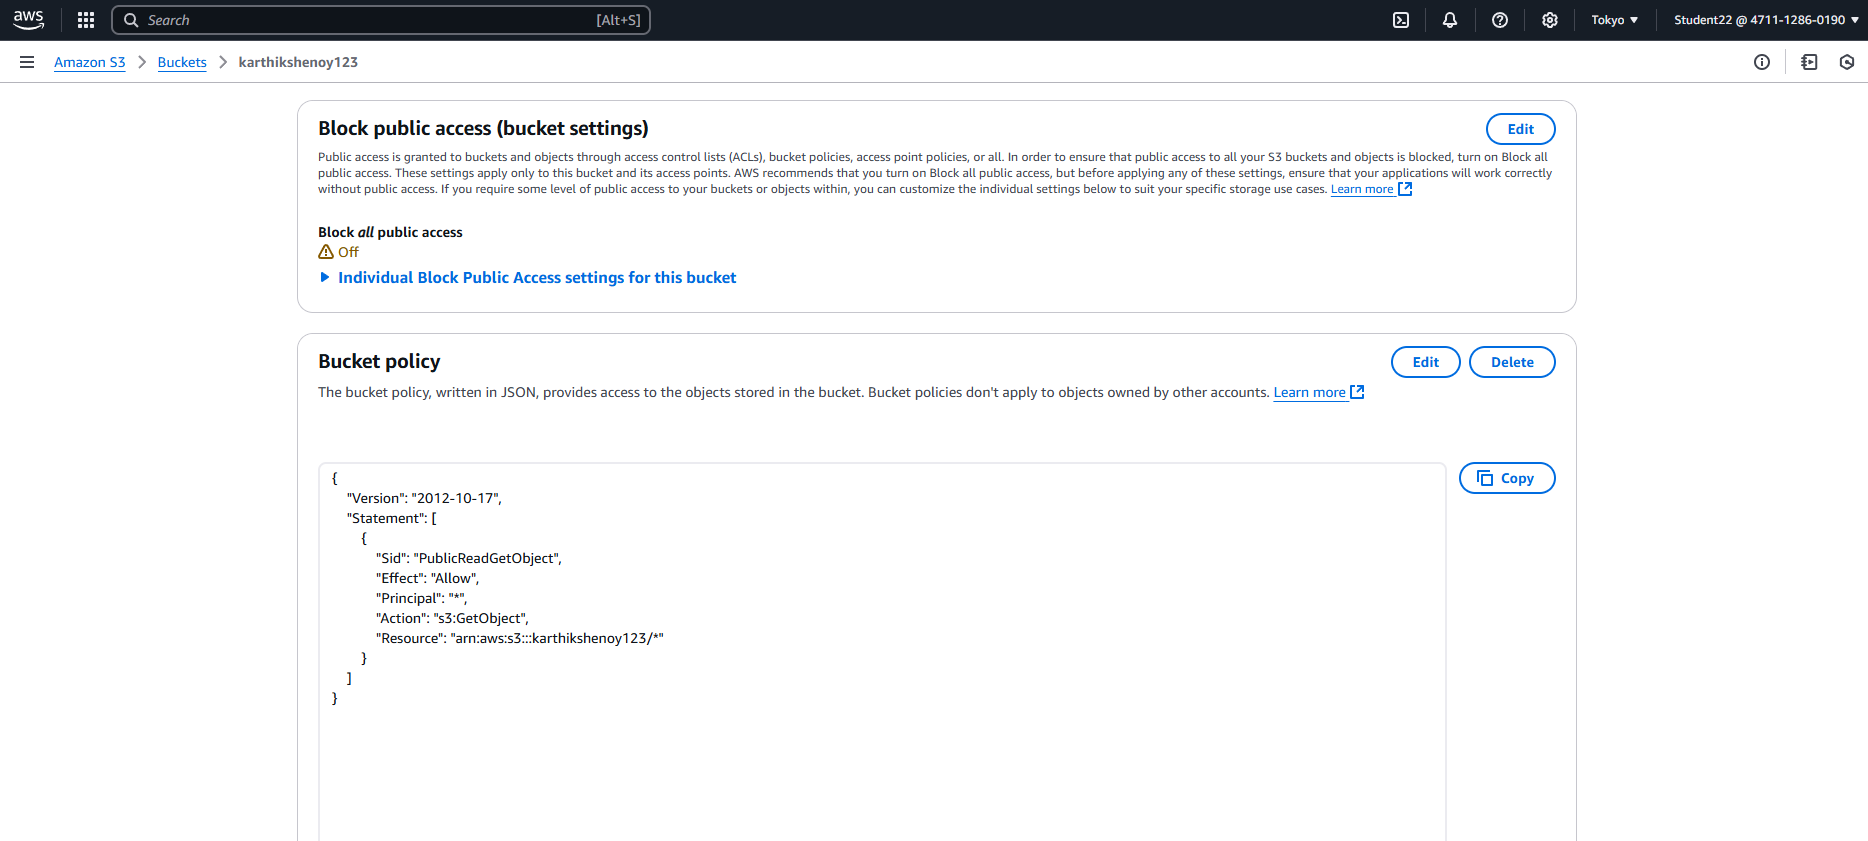 aws
Search [Alt+S]
Tokyo
Student22 @ 4711-1286-0190
Amazon S3 Buckets karthikshenoy123
Block public access (bucket settings)
Edit
Public access is granted to buckets and objects through access control lists (ACLs), bucket policies, access point policies, or all. In order to ensure that public access to all your S3 buckets and objects is blocked, turn on Block all
public access. These settings apply only to this bucket and its access points. AWS recommends that you turn on Block all public access, but before applying any of these settings, ensure that your applications will work correctly
without public access. If you require some level of public access to your buckets or objects within, you can customize the individual settings below to suit your specific storage use cases. Learn more
Block all public access
Off
Individual Block Public Access settings for this bucket
Bucket policy
Edit
Delete
The bucket policy, written in JSON, provides access to the objects stored in the bucket. Bucket policies don't apply to objects owned by other accounts. Learn more
Copy
{
"Version": "2012-10-17",
"Statement": [
{
"Sid": "PublicReadGetObject",
"Effect": "Allow",
"Principal": "*",
"Action": "s3:GetObject",
"Resource": "arn:aws:s3:::karthikshenoy123/*"
}
]
}